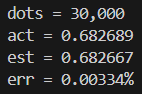 dots = 30,000
act = 0.682689
est = 0.682667
err = 0.00334%